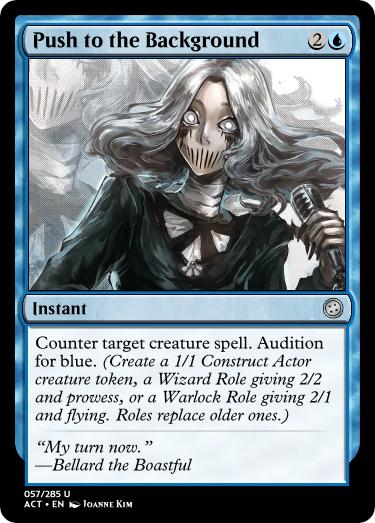 Push to the Background 2
Instant
Counter target creature spell. Audition
for blue. (Create a 1/1 Construct Actor
creature token, a Wizard Role giving 2/2
and prowess, or a Warlock Role giving 2/1
and flying. Roles replace older ones.)
“My turn now.”
—Bellard the Boastful
057/285 U
ACT • EN Joanne Kim